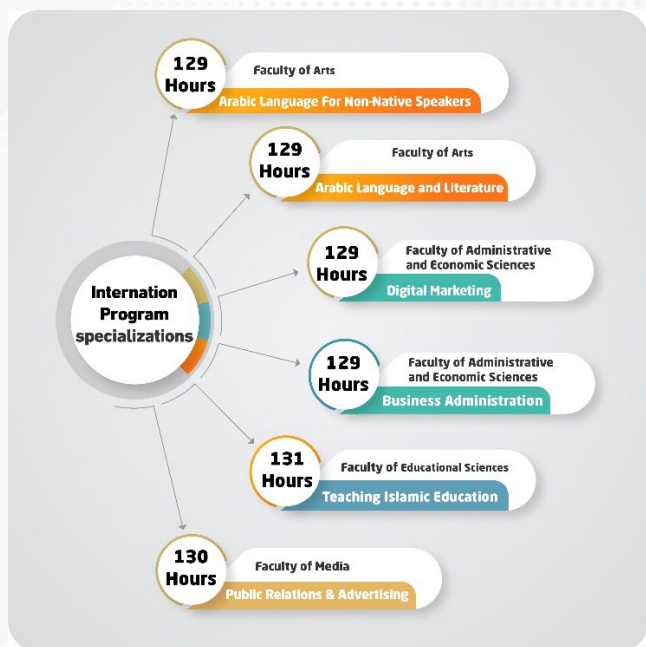 129
Hours
Faculty of Arts
Arabic Language For Non-Native Speakers
129
Hours
Faculty of Arts
Arabic Language and Literature
129
Hours
Faculty of Administrative
and Economic Sciences
Digital Marketing
Internation
Program
specializations
129
Hours
Faculty of Administrative
and Economic Sciences
Business Administration
131
Hours
Faculty of Educational Sciences
Teaching Islamic Education
130
Hours
Faculty of Media
Public Relations & Advertising